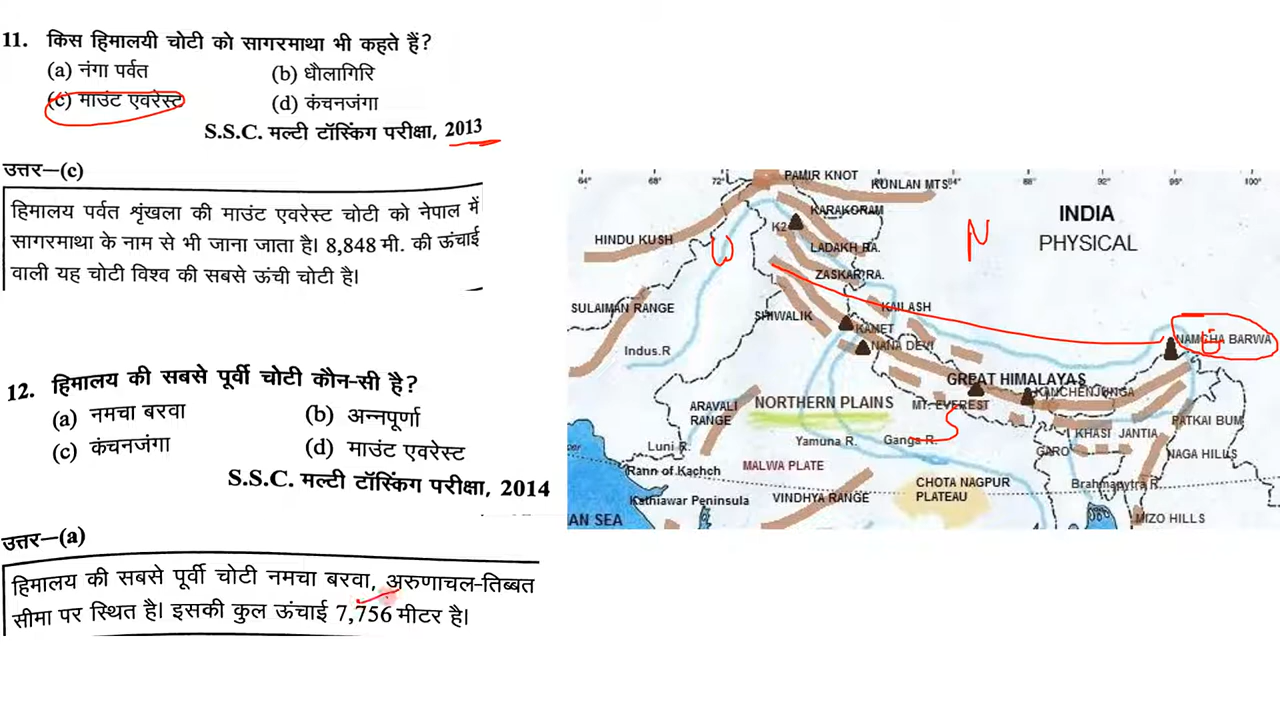 11. किस हिमालयी चोटी को सागरमाथा भी कहते हैं?
(a) नंगा पर्वत (b) धौलागिरि
(c) माउंट एवरेस्ट (d) कंचनजंगा
S.S.C. मल्टी टॉस्किंग परीक्षा, 2013
उत्तर—(c)
हिमालय पर्वत श्रृंखला की माउंट एवरेस्ट चोटी को नेपाल में
सागरमाथा के नाम से भी जाना जाता है। 8,848 मी. की ऊंचाई
वाली यह चोटी विश्व की सबसे ऊंची चोटी है।
12. हिमालय की सबसे पूर्वी चोटी कौन-सी है?
(a) नमचा बरवा (b) अन्नपूर्णा
(c) कंचनजंगा (d) माउंट एवरेस्ट
S.S.C. मल्टी टॉस्किंग परीक्षा, 2014
उत्तर—(a)
हिमालय की सबसे पूर्वी चोटी नमचा बरवा, अरुणाचल-तिब्बत
सीमा पर स्थित है। इसकी कुल ऊंचाई 7,756 मीटर है।
64° 68° 72° 84° 88° 92° 96° 100°
PAMIR KNOT
KUNLAN MTS.
KARAKORAM
K2
INDIA
PHYSICAL
N
HINDU KUSH
W
LADAKH RA.
ZASKAR RA.
SULAIMAN RANGE
KAILASH
SHIWALIK
KAMET
NANA DEVI
NAMCHA BARWA
E
Indus.R
GREAT HIMALAYAS
KANCHENJUNGA
NORTHERN PLAINS
MT. EVEREST
ARAVALI
RANGE
S
PATKAI BUM
KHASI JANTIA
Yamuna R.
Ganga R.
Luni R.
GARO
NAGA HILLS
MALWA PLATE
Rann of Kachch
Brahmaputra R.
CHOTA NAGPUR
PLATEAU
Kathiawar Peninsula
VINDHYA RANGE
AN SEA
MIZO HILLS